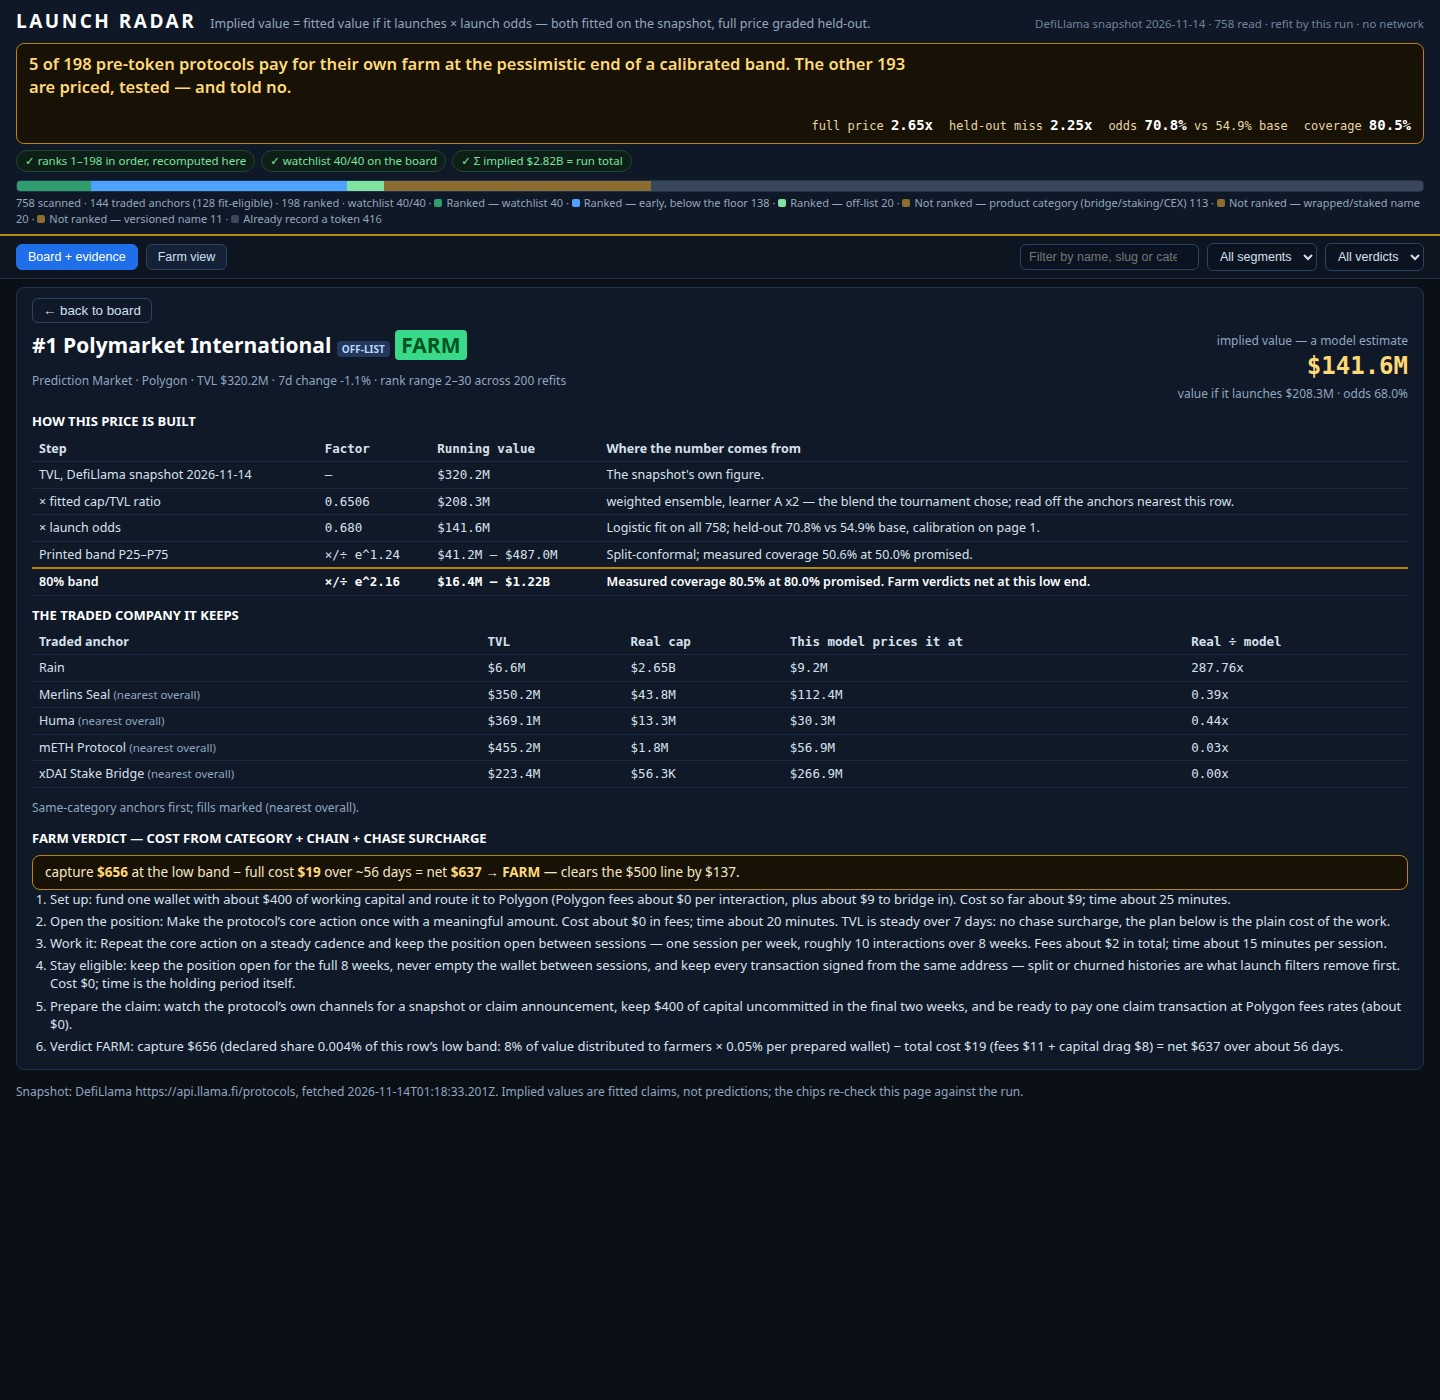 LAUNCH RADAR Implied value = fitted value if it launches × launch odds — both fitted on the snapshot, full price graded held-out. DefiLlama snapshot 2026-11-14 · 758 read · refit by this run · no network
5 of 198 pre-token protocols pay for their own farm at the pessimistic end of a calibrated band. The other 193
are priced, tested — and told no.
full price 2.65x held-out miss 2.25x odds 70.8% vs 54.9% base coverage 80.5%
✓ ranks 1–198 in order, recomputed here ✓ watchlist 40/40 on the board ✓ Σ implied $2.82B = run total
758 scanned · 144 traded anchors (128 fit-eligible) · 198 ranked · watchlist 40/40 · Ranked — watchlist 40 · Ranked — early, below the floor 138 · Ranked — off-list 20 · Not ranked — product category (bridge/staking/CEX) 113 · Not ranked — wrapped/staked name
20 · Not ranked — versioned name 11 · Already record a token 416
Board + evidence Farm view Filter by name, slug or cate All segments All verdicts
← back to board
#1 Polymarket International OFF-LIST FARM
implied value — a model estimate
$141.6M
Prediction Market · Polygon · TVL $320.2M · 7d change -1.1% · rank range 2–30 across 200 refits
value if it launches $208.3M · odds 68.0%
HOW THIS PRICE IS BUILT
Step Factor Running value Where the number comes from
TVL, DefiLlama snapshot 2026-11-14 — $320.2M The snapshot's own figure.
× fitted cap/TVL ratio 0.6506 $208.3M weighted ensemble, learner A x2 — the blend the tournament chose; read off the anchors nearest this row.
× launch odds 0.680 $141.6M Logistic fit on all 758; held-out 70.8% vs 54.9% base, calibration on page 1.
Printed band P25–P75 ×/÷ e^1.24 $41.2M — $487.0M Split-conformal; measured coverage 50.6% at 50.0% promised.
80% band ×/÷ e^2.16 $16.4M — $1.22B Measured coverage 80.5% at 80.0% promised. Farm verdicts net at this low end.
THE TRADED COMPANY IT KEEPS
Traded anchor TVL Real cap This model prices it at Real ÷ model
Rain $6.6M $2.65B $9.2M 287.76x
Merlins Seal (nearest overall) $350.2M $43.8M $112.4M 0.39x
Huma (nearest overall) $369.1M $13.3M $30.3M 0.44x
mETH Protocol (nearest overall) $455.2M $1.8M $56.9M 0.03x
xDAI Stake Bridge (nearest overall) $223.4M $56.3K $266.9M 0.00x
Same-category anchors first; fills marked (nearest overall).
FARM VERDICT — COST FROM CATEGORY + CHAIN + CHASE SURCHARGE
capture $656 at the low band − full cost $19 over ~56 days = net $637 → FARM — clears the $500 line by $137.
1. Set up: fund one wallet with about $400 of working capital and route it to Polygon (Polygon fees about $0 per interaction, plus about $9 to bridge in). Cost so far about $9; time about 25 minutes.
2. Open the position: Make the protocol's core action once with a meaningful amount. Cost about $0 in fees; time about 20 minutes. TVL is steady over 7 days: no chase surcharge, the plan below is the plain cost of the work.
3. Work it: Repeat the core action on a steady cadence and keep the position open between sessions — one session per week, roughly 10 interactions over 8 weeks. Fees about $2 in total; time about 15 minutes per session.
4. Stay eligible: keep the position open for the full 8 weeks, never empty the wallet between sessions, and keep every transaction signed from the same address — split or churned histories are what launch filters remove first.
Cost $0; time is the holding period itself.
5. Prepare the claim: watch the protocol's own channels for a snapshot or claim announcement, keep $400 of capital uncommitted in the final two weeks, and be ready to pay one claim transaction at Polygon fees rates (about
$0).
6. Verdict FARM: capture $656 (declared share 0.004% of this row's low band: 8% of value distributed to farmers × 0.05% per prepared wallet) − total cost $19 (fees $11 + capital drag $8) = net $637 over about 56 days.
Snapshot: DefiLlama https://api.llama.fi/protocols, fetched 2026-11-14T01:18:33.201Z. Implied values are fitted claims, not predictions; the chips re-check this page against the run.